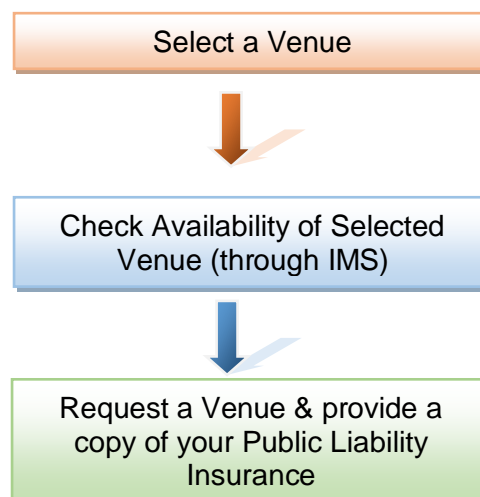 Select a Venue
Check Availability of Selected
Venue (through IMS)
Request a Venue & provide a
copy of your Public Liability
Insurance